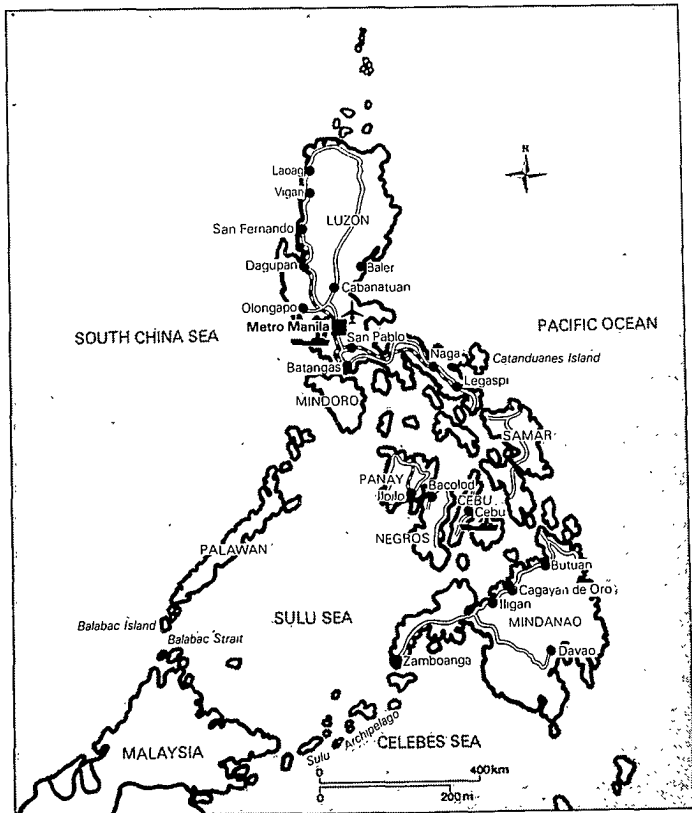 N
Laoag
Vigan
LUZON
San Fernando
Dagupan
Baler
Cabanatuan
Olongapo
Metro Manila
SOUTH CHINA SEA
PACIFIC OCEAN
San Pablo
Naga
Catanduanes Island
Batangas
Legaspi
MINDORO
SAMAR
PANAY
Bacolod
Iloilo
CEBU
Cebu
NEGROS
PALAWAN
Butuan
Cagayan de Oro
Iligan
Balabac Island
SULU SEA
MINDANAO
Balabac Strait
Davao
Zamboanga
MALAYSIA
Sulu Archipelago
CELEBES SEA
0 400km
0 200m